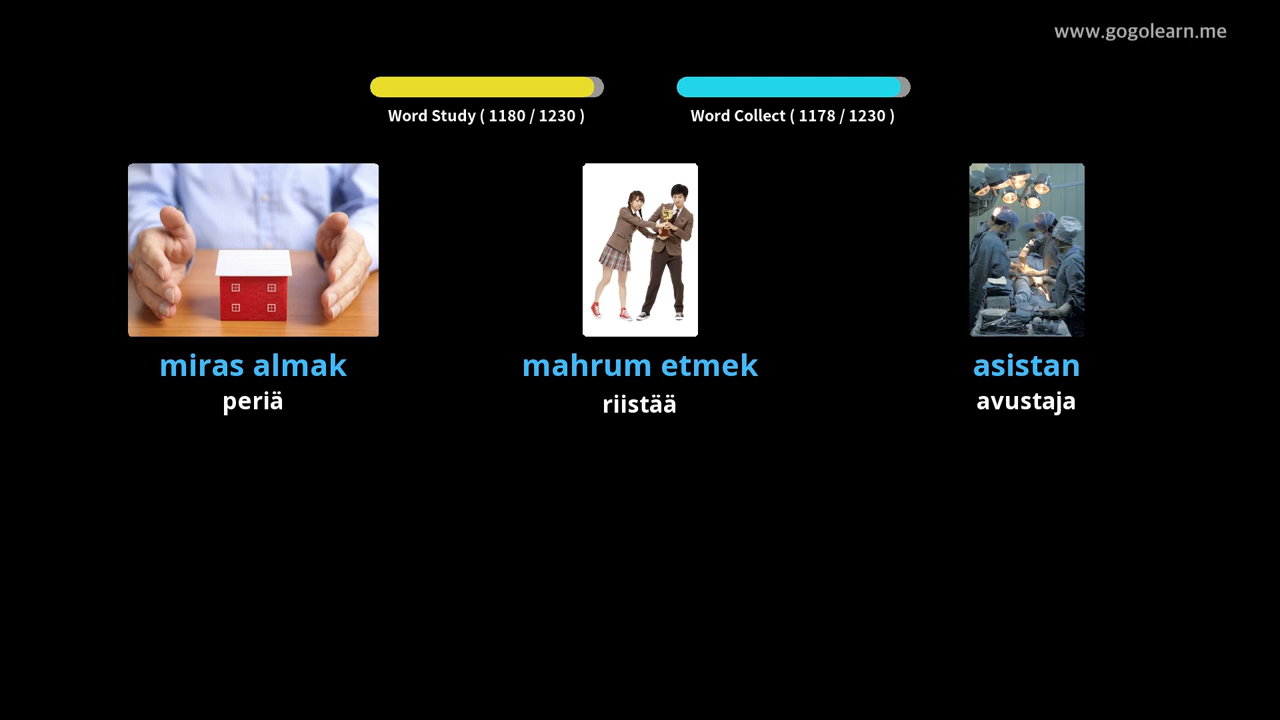 www.gogolearn.me
Word Study ( 1180 / 1230 )
Word Collect ( 1178 / 1230 )
miras almak
periä
mahrum etmek
riistää
asistan
avustaja